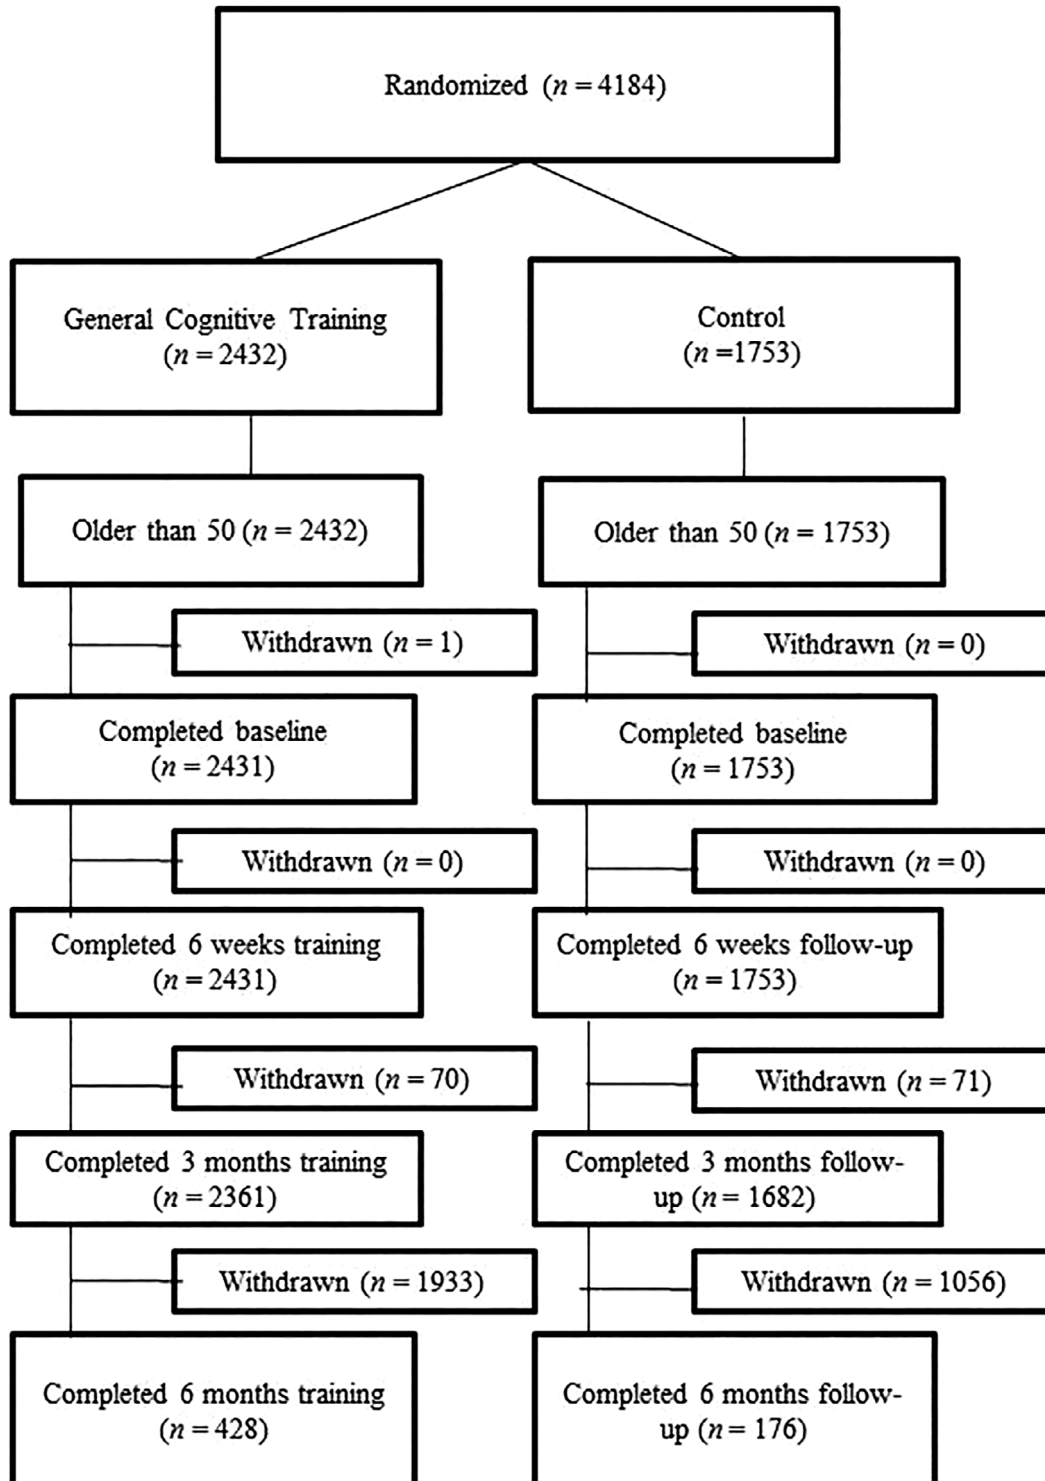 Randomized (n = 4184)
General Cognitive Training
(n = 2432)
Control
(n =1753)
Older than 50 (n = 2432)
Older than 50 (n = 1753)
Withdrawn (n = 1)
Withdrawn (n = 0)
Completed baseline
(n = 2431)
Completed baseline
(n = 1753)
Withdrawn (n = 0)
Withdrawn (n = 0)
Completed 6 weeks training
(n = 2431)
Completed 6 weeks follow-up
(n = 1753)
Withdrawn (n = 70)
Withdrawn (n = 71)
Completed 3 months training
(n = 2361)
Completed 3 months follow-
up (n = 1682)
Withdrawn (n = 1933)
Withdrawn (n = 1056)
Completed 6 months training
(n = 428)
Completed 6 months follow-
up (n = 176)